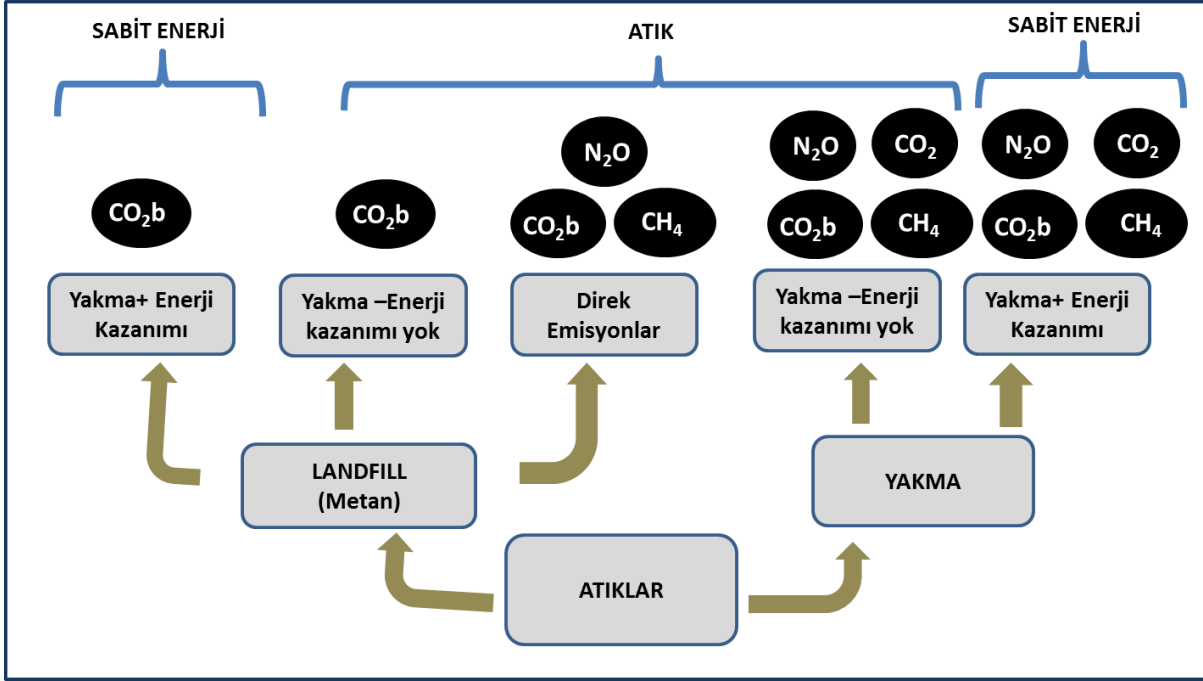 SABİT ENERJİ
ATIK
SABİT ENERJİ
N₂O
N₂O
CO₂
N₂O
CO₂
CO₂b
CO₂b
CO₂b
CH₄
CO₂b
CH₄
CO₂b
CH₄
Yakma+ Enerji
Kazanımı
Yakma –Enerji
kazanımı yok
Direk
Emisyonlar
Yakma –Enerji
kazanımı yok
Yakma+ Enerji
Kazanımı
LANDFILL
(Metan)
YAKMA
ATIKLAR